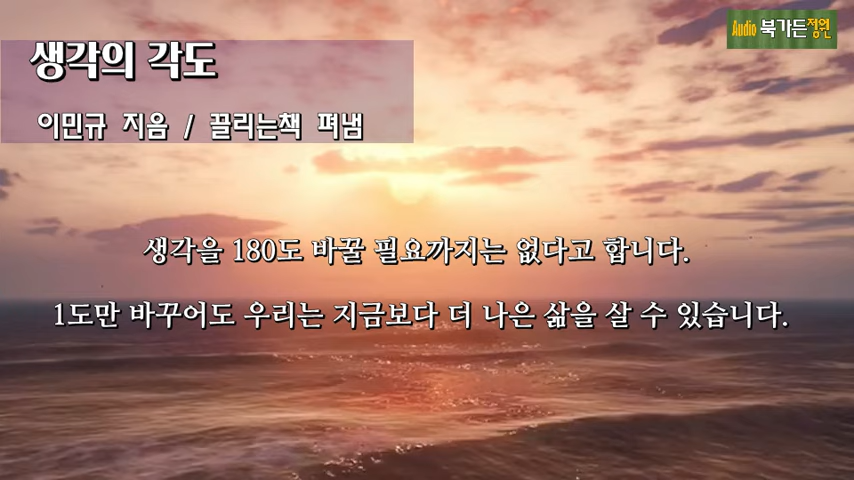 Audio 북가든정원
생각의 각도
이민규 지음 / 끌리는책 펴냄
생각을 180도 바꿀 필요까지는 없다고 합니다.
1도만 바꾸어도 우리는 지금보다 더 나은 삶을 살 수 있습니다.